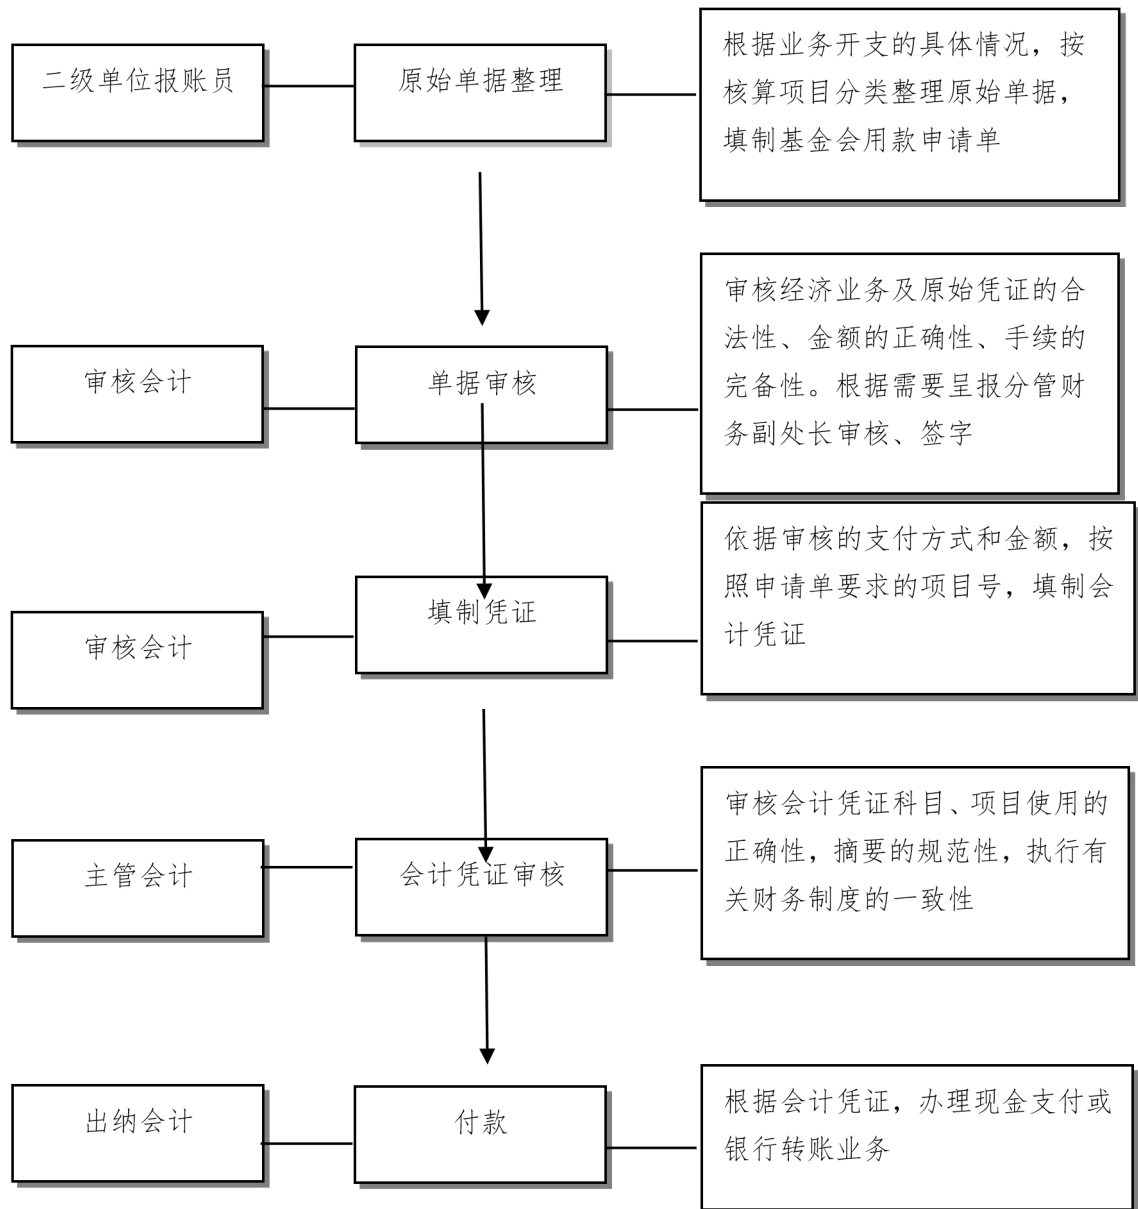 二级单位报账员
原始单据整理
根据业务开支的具体情况，按
核算项目分类整理原始单据，
填制基金会用款申请单
审核会计
单据审核
审核经济业务及原始凭证的合
法性、金额的正确性、手续的
完备性。根据需要呈报分管财
务副处长审核、签字
审核会计
填制凭证
依据审核的支付方式和金额，按
照申请单要求的项目号，填制会
计凭证
主管会计
会计凭证审核
审核会计凭证科目、项目使用的
正确性，摘要的规范性，执行有
关财务制度的一致性
出纳会计
付款
根据会计凭证，办理现金支付或
银行转账业务